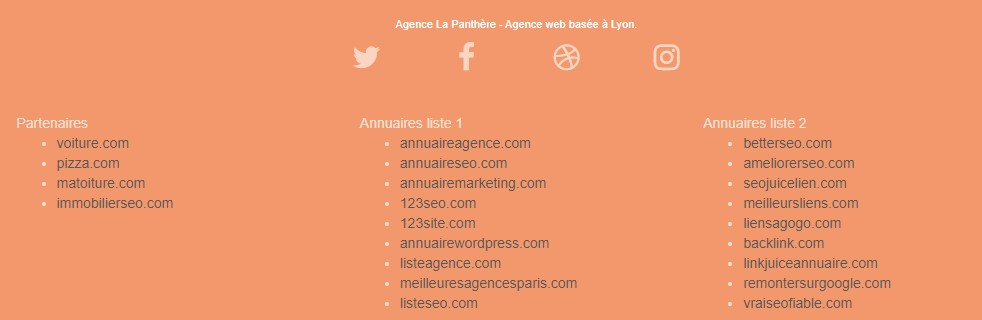 Agence La Panthère - Agence web basée à Lyon.
Partenaires
voiture.com
pizza.com
matoiture.com
immobilierseo.com
Annuaires liste 1
annuaireagence.com
annuaireseo.com
annuairemarketing.com
123seo.com
123site.com
annuairewordpress.com
listeagence.com
meilleuresagencesparis.com
listeseo.com
Annuaires liste 2
betterseo.com
ameliorerseo.com
seojuicelien.com
meilleursliens.com
liensagogo.com
backlink.com
linkjuiceannuaire.com
remontersurgoogle.com
vraiseofiable.com